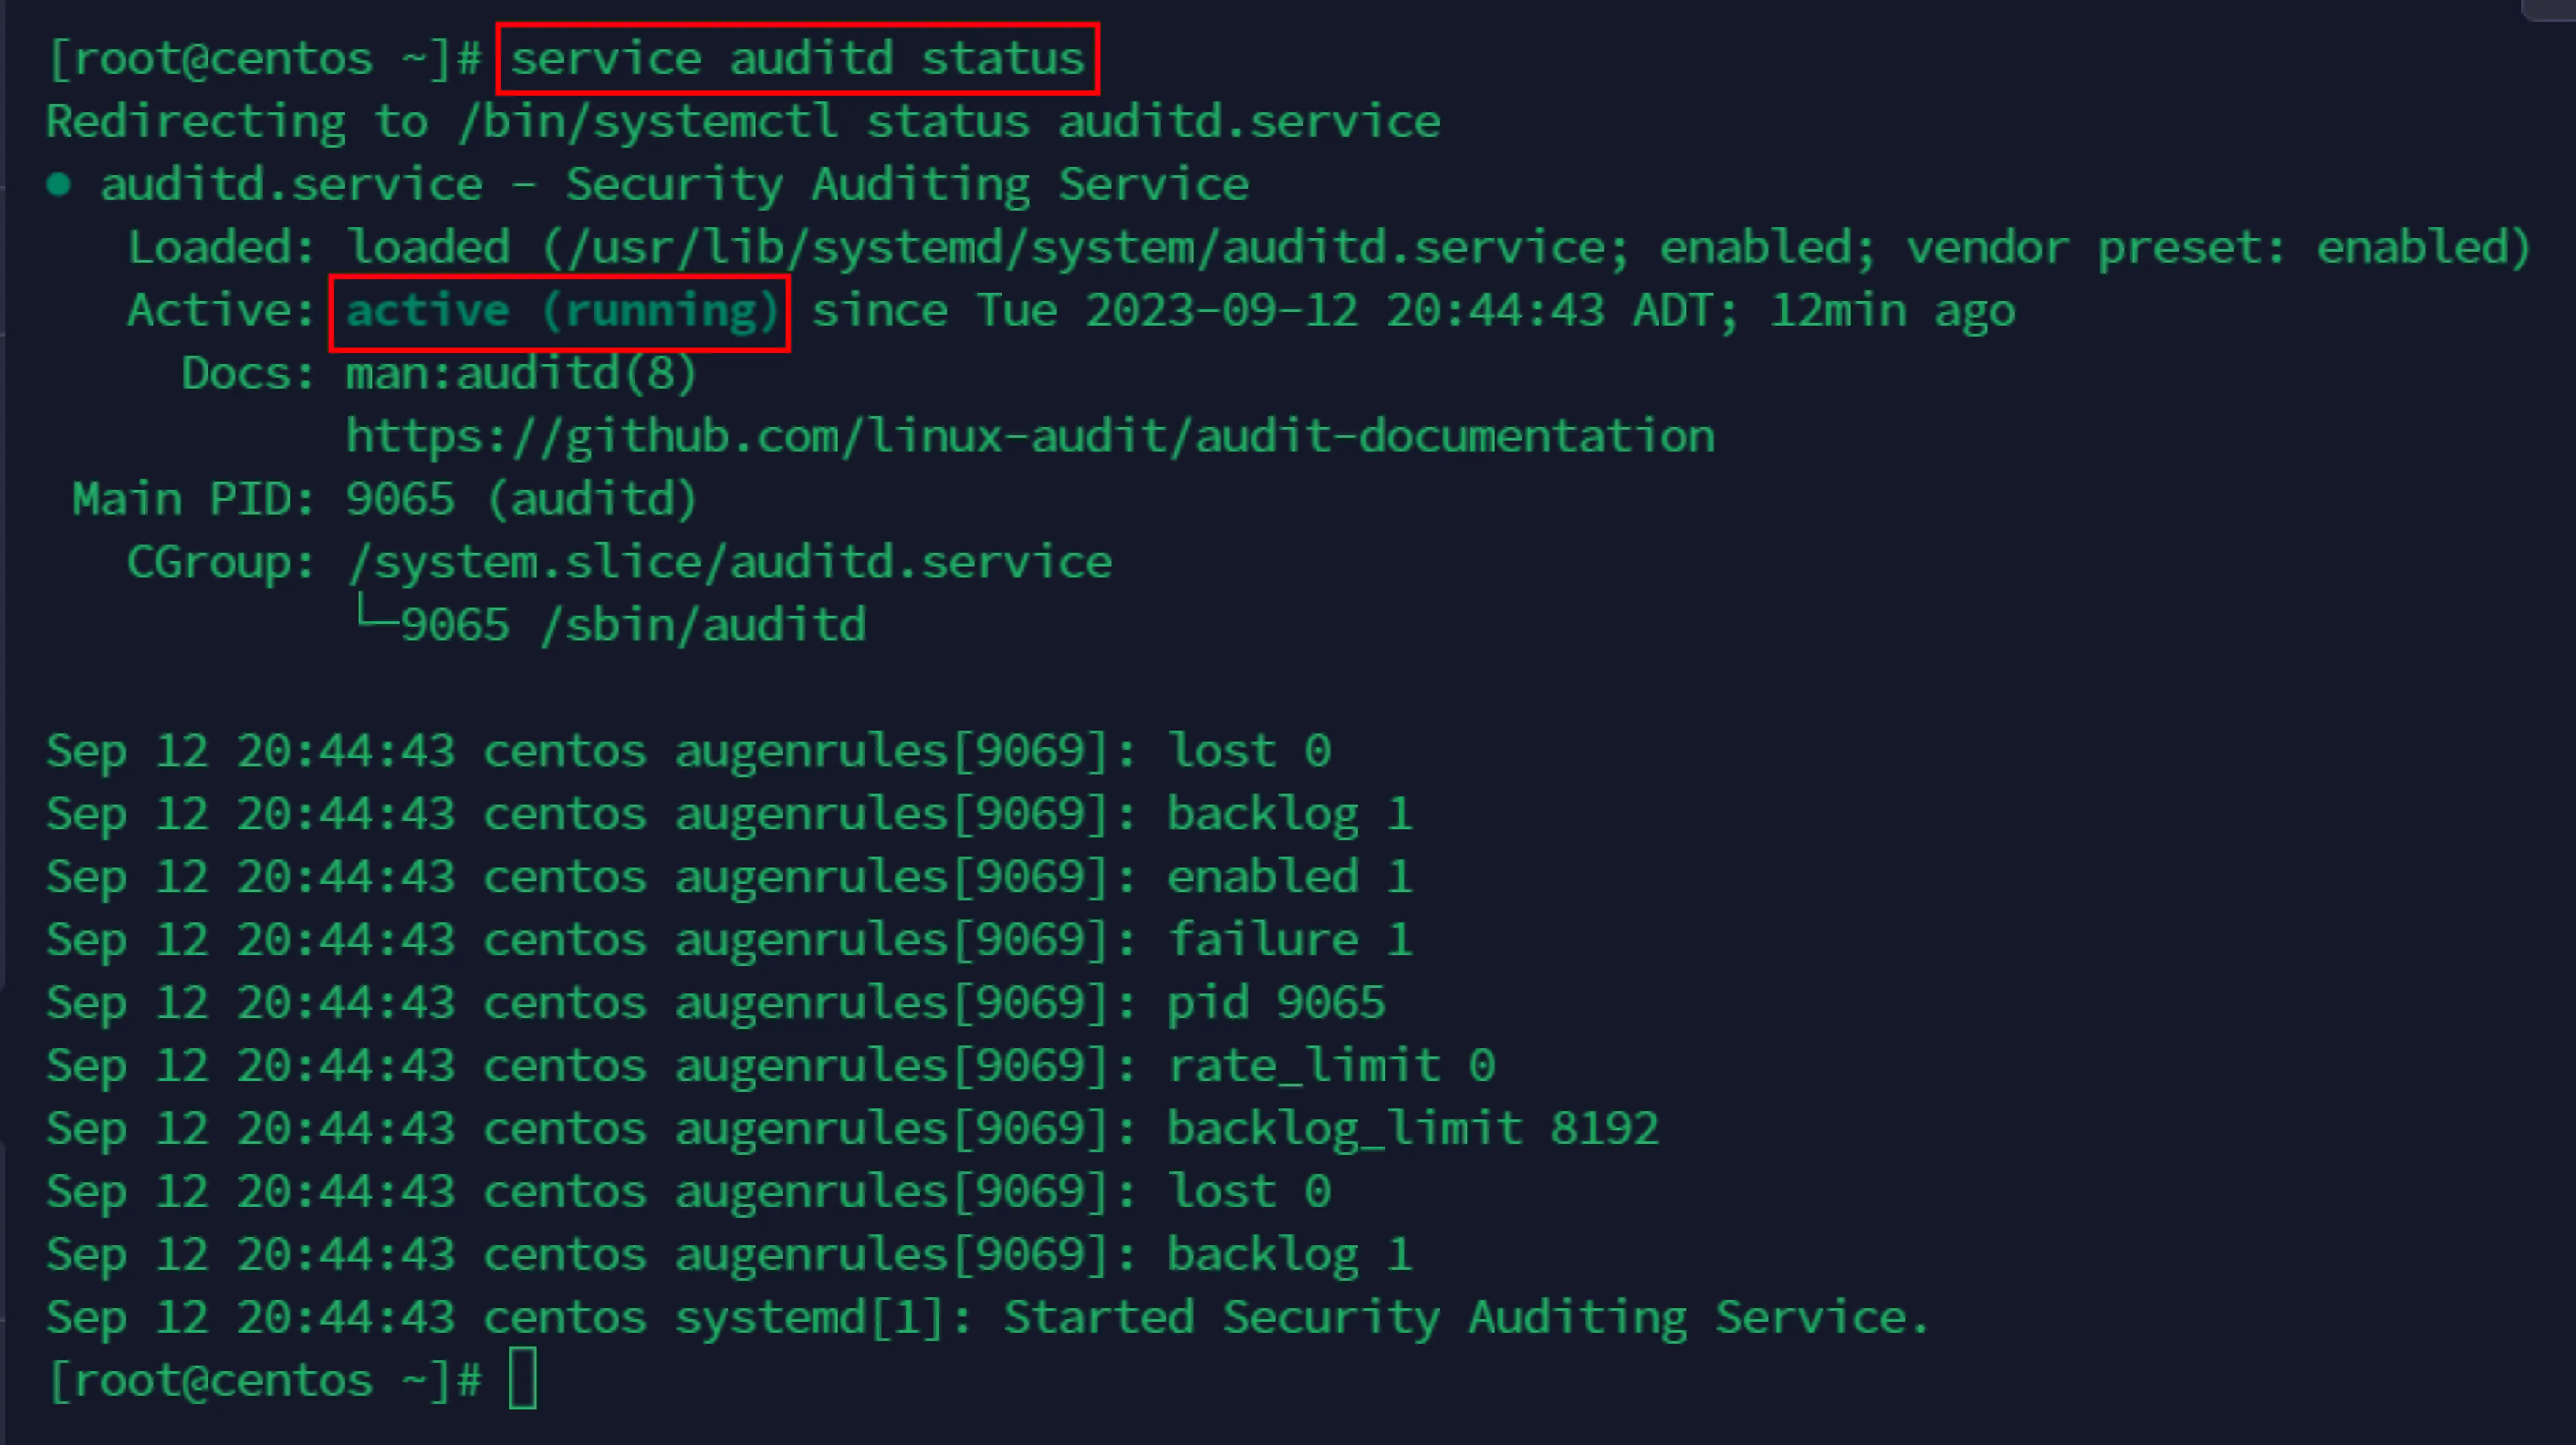 [root@centos ~]# service auditd status
Redirecting to /bin/systemctl status auditd.service
● auditd.service - Security Auditing Service
   Loaded: loaded (/usr/lib/systemd/system/auditd.service; enabled; vendor preset: enabled)
   Active: active (running) since Tue 2023-09-12 20:44:43 ADT; 12min ago
     Docs: man:auditd(8)
           https://github.com/linux-audit/audit-documentation
 Main PID: 9065 (auditd)
   CGroup: /system.slice/auditd.service
           └─9065 /sbin/auditd

Sep 12 20:44:43 centos augenrules[9069]: lost 0
Sep 12 20:44:43 centos augenrules[9069]: backlog 1
Sep 12 20:44:43 centos augenrules[9069]: enabled 1
Sep 12 20:44:43 centos augenrules[9069]: failure 1
Sep 12 20:44:43 centos augenrules[9069]: pid 9065
Sep 12 20:44:43 centos augenrules[9069]: rate_limit 0
Sep 12 20:44:43 centos augenrules[9069]: backlog_limit 8192
Sep 12 20:44:43 centos augenrules[9069]: lost 0
Sep 12 20:44:43 centos augenrules[9069]: backlog 1
Sep 12 20:44:43 centos systemd[1]: Started Security Auditing Service.
[root@centos ~]#